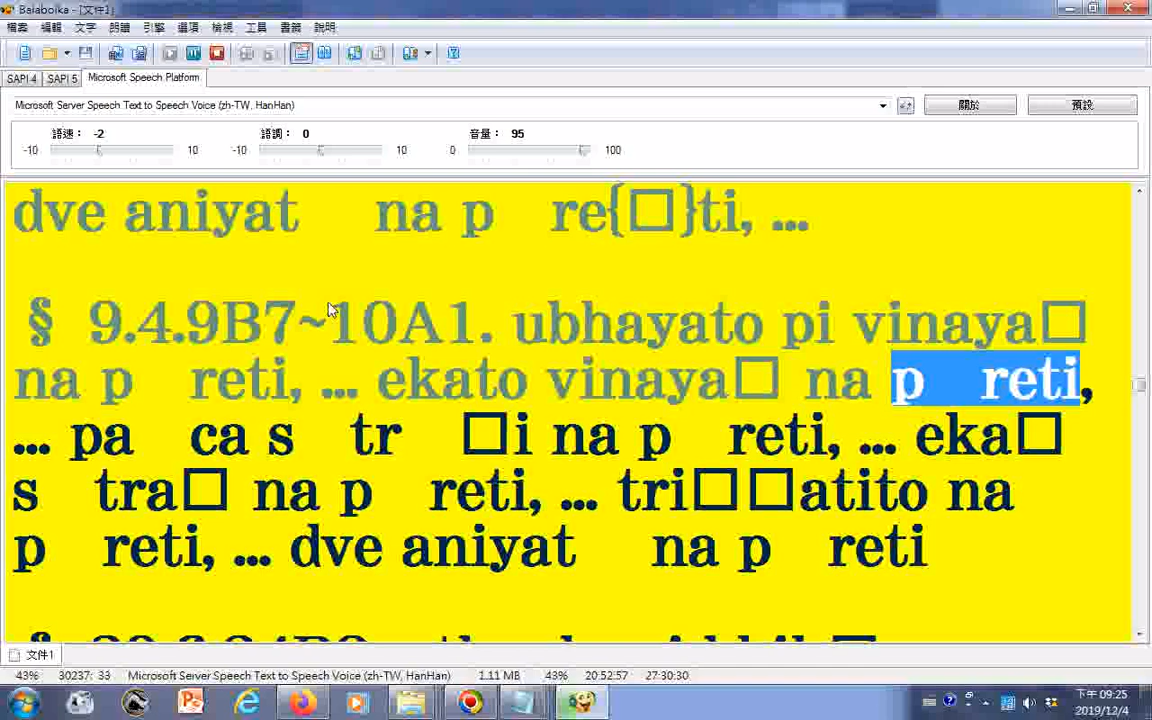 Balabolka - [文件1]
檔案 編輯 文字 朗讀 引擎 選項 檢視 工具 書籤 說明
SAPI 4 SAPI 5 Microsoft Speech Platform
Microsoft Server Speech Text to Speech Voice (zh-TW, HanHan) 關於 預設
語速： -2 語調： 0 音量： 95
-10 10 -10 10 0 100
dve aniyat na p re{□}ti, ...
§ 9.4.9B7~10A1. ubhayato pi vinaya□
na p reti, ... ekato vinaya□ na p reti,
... pa ca s tr □i na p reti, ... eka□
s tra□ na p reti, ... tri□□atito na
p reti, ... dve aniyat na p reti
文件1
43% 30237: 33 Microsoft Server Speech Text to Speech Voice (zh-TW, HanHan) 1.11 MB 43% 20:52:57 27:30:30
下午 09:25
2019/12/4